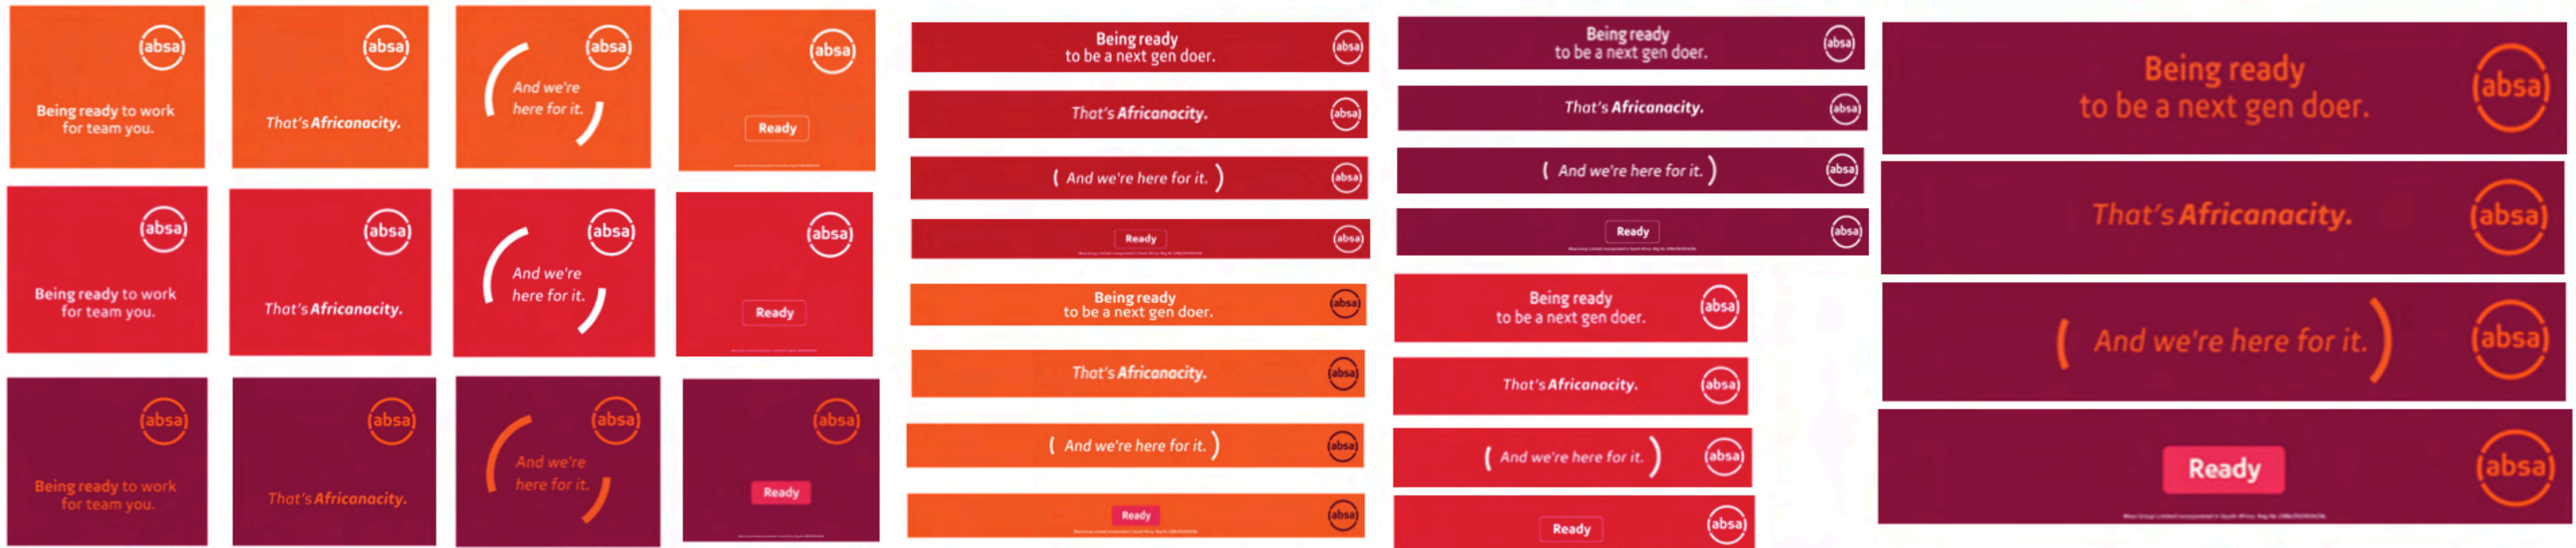 (absa)
Being ready to work
for team you.
(absa)
That's Africanacity.
(absa)
And we're
here for it.
(absa)
Ready
(absa)
Being ready to work
for team you.
(absa)
That's Africanacity.
(absa)
And we're
here for it.
(absa)
Ready
(absa)
Being ready to work
for team you.
(absa)
That's Africanacity.
(absa)
And we're
here for it.
(absa)
Ready
Being ready
to be a next gen doer.
(absa)
That's Africanacity.
(absa)
( And we're here for it. )
(absa)
Ready
(absa)
Being ready
to be a next gen doer.
(absa)
That's Africanacity.
(absa)
( And we're here for it. )
(absa)
Ready
(absa)
Being ready
to be a next gen doer.
(absa)
That's Africanacity.
(absa)
( And we're here for it. )
(absa)
Ready
(absa)
Being ready
to be a next gen doer.
(absa)
That's Africanacity.
(absa)
( And we're here for it. )
(absa)
Ready
(absa)
Being ready
to be a next gen doer.
(absa)
That's Africanacity.
(absa)
( And we're here for it. )
(absa)
Ready
(absa)